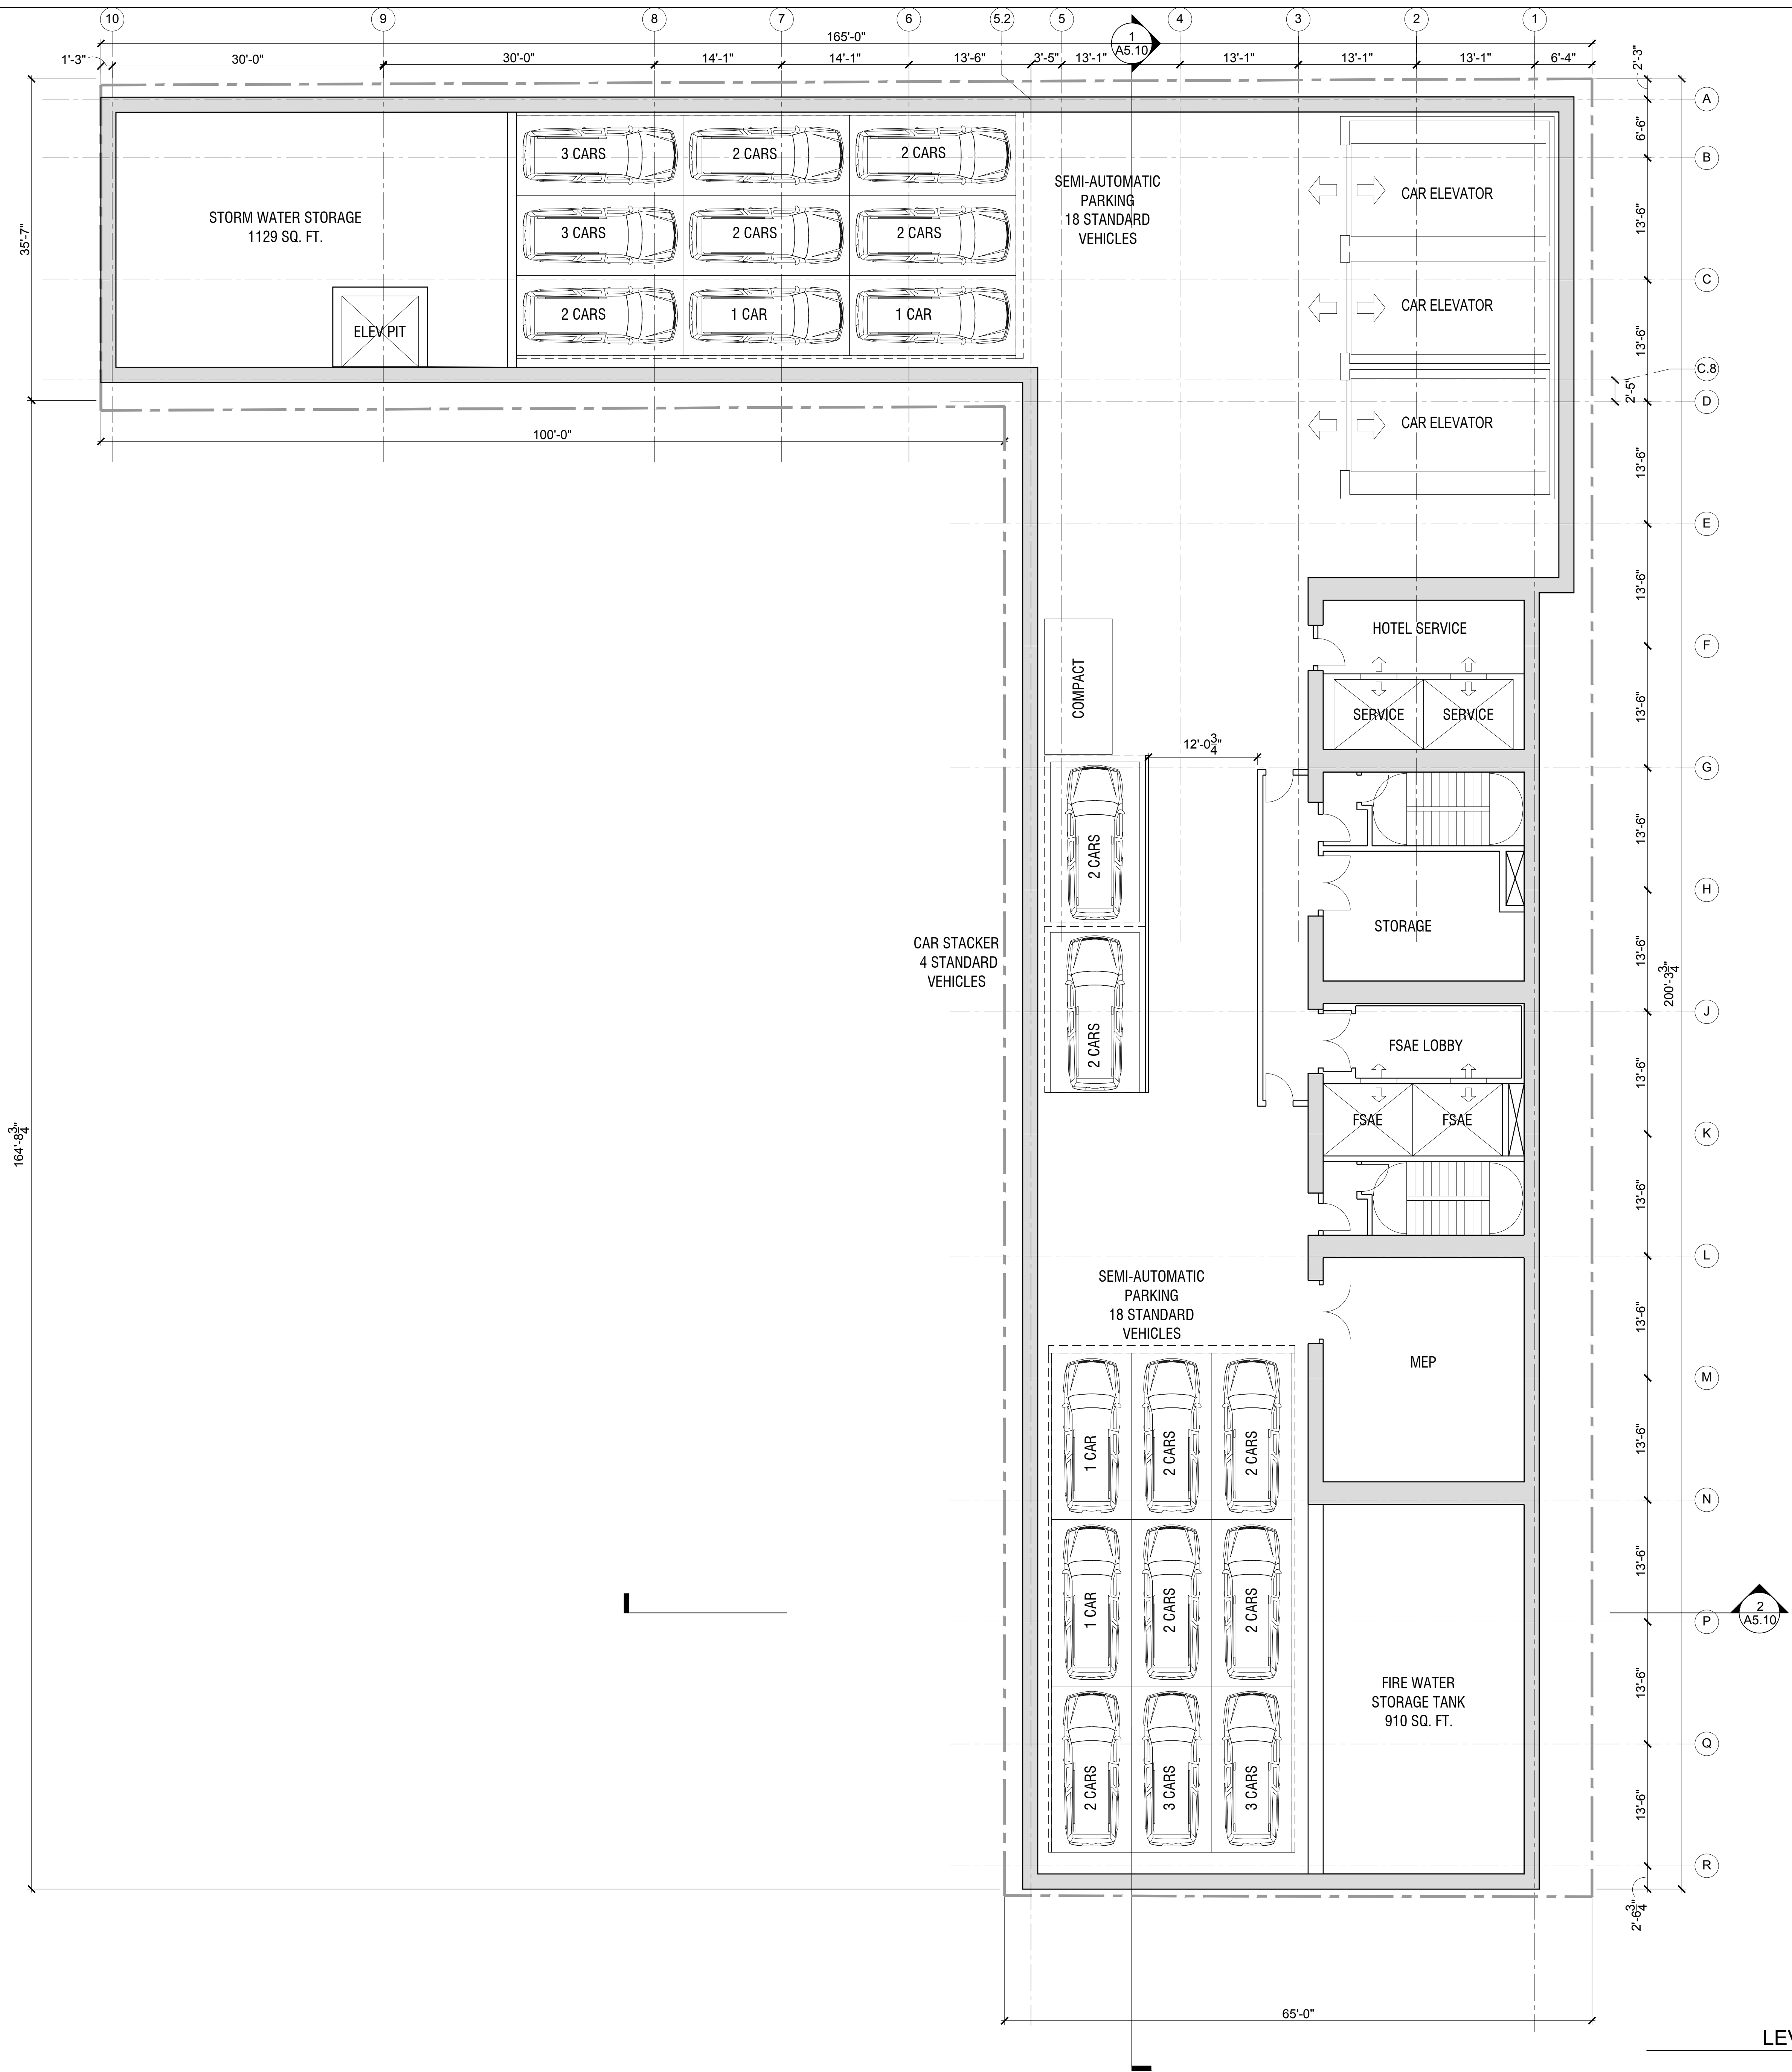 10 9 8 7 6 5.2 5 4 3 2 1
1
A5.10
165'-0"
1'-3" 30'-0" 30'-0" 14'-1" 14'-1" 13'-6" 3'-5" 13'-1" 13'-1" 13'-1" 13'-1" 6'-4"
2'-3"
A
6'-6"
B
3 CARS 2 CARS 2 CARS
SEMI-AUTOMATIC
PARKING
18 STANDARD
VEHICLES
CAR ELEVATOR
STORM WATER STORAGE
1129 SQ. FT.
35'-7"
3 CARS 2 CARS 2 CARS
13'-6"
C
CAR ELEVATOR
2 CARS 1 CAR 1 CAR
ELEV PIT
13'-6"
C.8
2'-5"
D
CAR ELEVATOR
100'-0"
13'-6"
E
13'-6"
HOTEL SERVICE
F
COMPACT
SERVICE SERVICE
13'-6"
12'-0 3/4"
G
2 CARS
13'-6"
H
STORAGE
CAR STACKER
4 STANDARD
VEHICLES
13'-6"
200'-3 3/4"
J
2 CARS
FSAE LOBBY
13'-6"
FSAE FSAE
K
164'-8 3/4"
13'-6"
L
SEMI-AUTOMATIC
PARKING
18 STANDARD
VEHICLES
13'-6"
MEP
M
1 CAR 2 CARS 2 CARS
13'-6"
N
13'-6"
1 CAR 2 CARS 2 CARS
P
2
A5.10
FIRE WATER
STORAGE TANK
910 SQ. FT.
13'-6"
Q
2 CARS 3 CARS 3 CARS
13'-6"
R
2'-6 3/4"
65'-0"
LEV